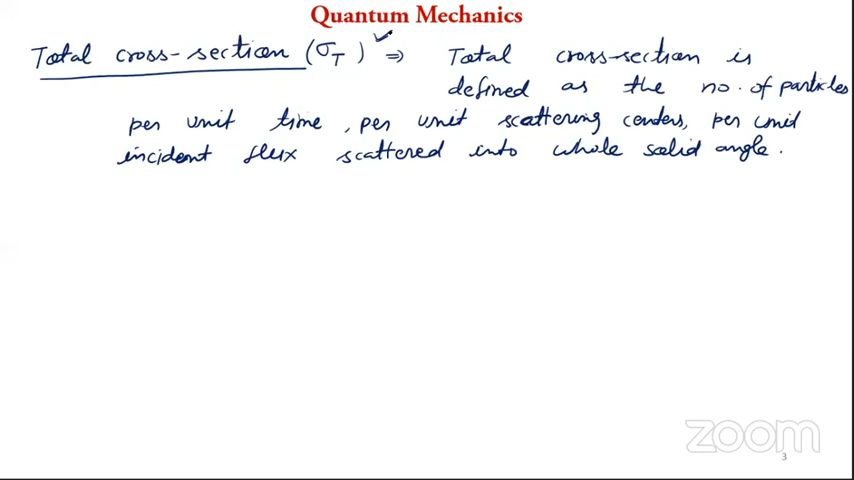 Quantum Mechanics
Total cross-section (σT) ⇒ Total cross-section is
defined as the no. of particles
per unit time, per unit scattering centers, per unit
incident flux scattered into whole solid angle.
zoom
3